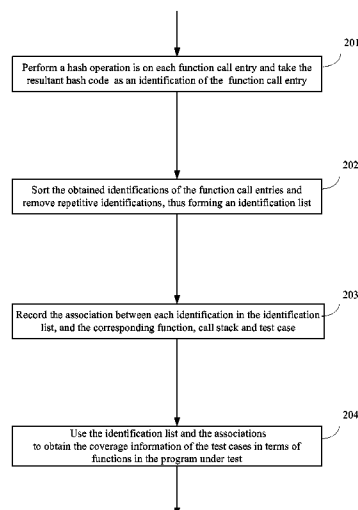 201
Perform a hash operation is on each function call entry and take the
resultant hash code as an identification of the function call entry
202
Sort the obtained identifications of the function call entries and
remove repetitive identifications, thus forming an identification list
203
Record the association between each identification in the identification
list, and the corresponding function, call stack and test case
204
Use the identification list and the associations
to obtain the coverage information of the test cases in terms of
functions in the program under test